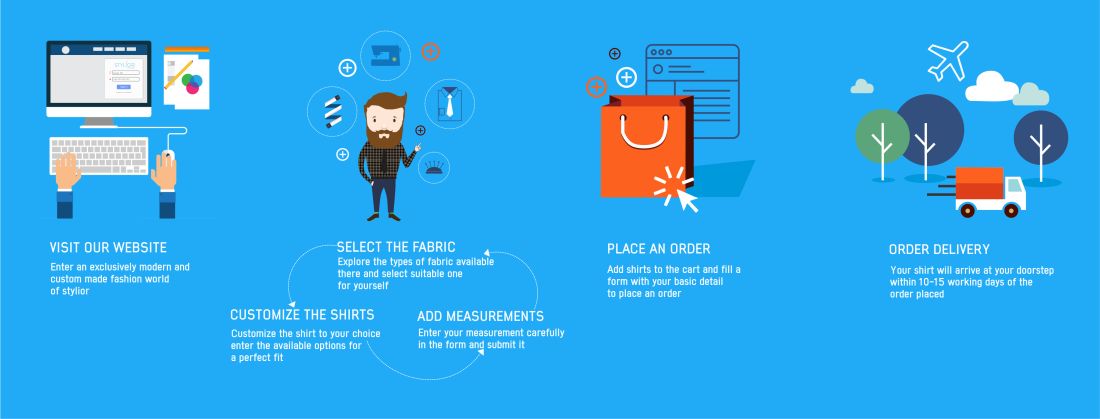 VISIT OUR WEBSITE
Enter an exclusively modern and
custom made fashion world
of stylior
SELECT THE FABRIC
Explore the types of fabric available
there and select suitable one
for yourself
CUSTOMIZE THE SHIRTS
Customize the shirt to your choice
enter the available options for
a perfect fit
ADD MEASUREMENTS
Enter your measurement carefully
in the form and submit it
PLACE AN ORDER
Add shirts to the cart and fill a
form with your basic detail
to place an order
ORDER DELIVERY
Your shirt will arrive at your doorstep
within 10-15 working days of the
order placed